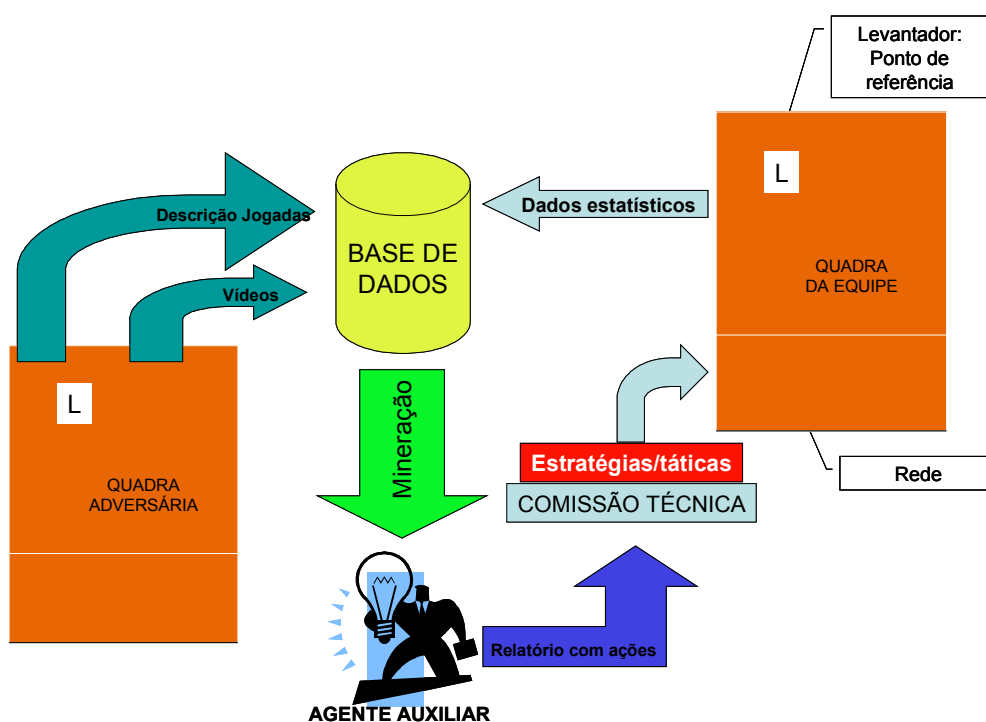 Levantador:
Ponto de
referência
L
Descrição Jogadas
Dados estatísticos
BASE DE
DADOS
QUADRA
DA EQUIPE
Vídeos
L
Mineração
Estratégias/táticas
COMISSÃO TÉCNICA
Rede
QUADRA
ADVERSÁRIA
Relatório com ações
AGENTE AUXILIAR